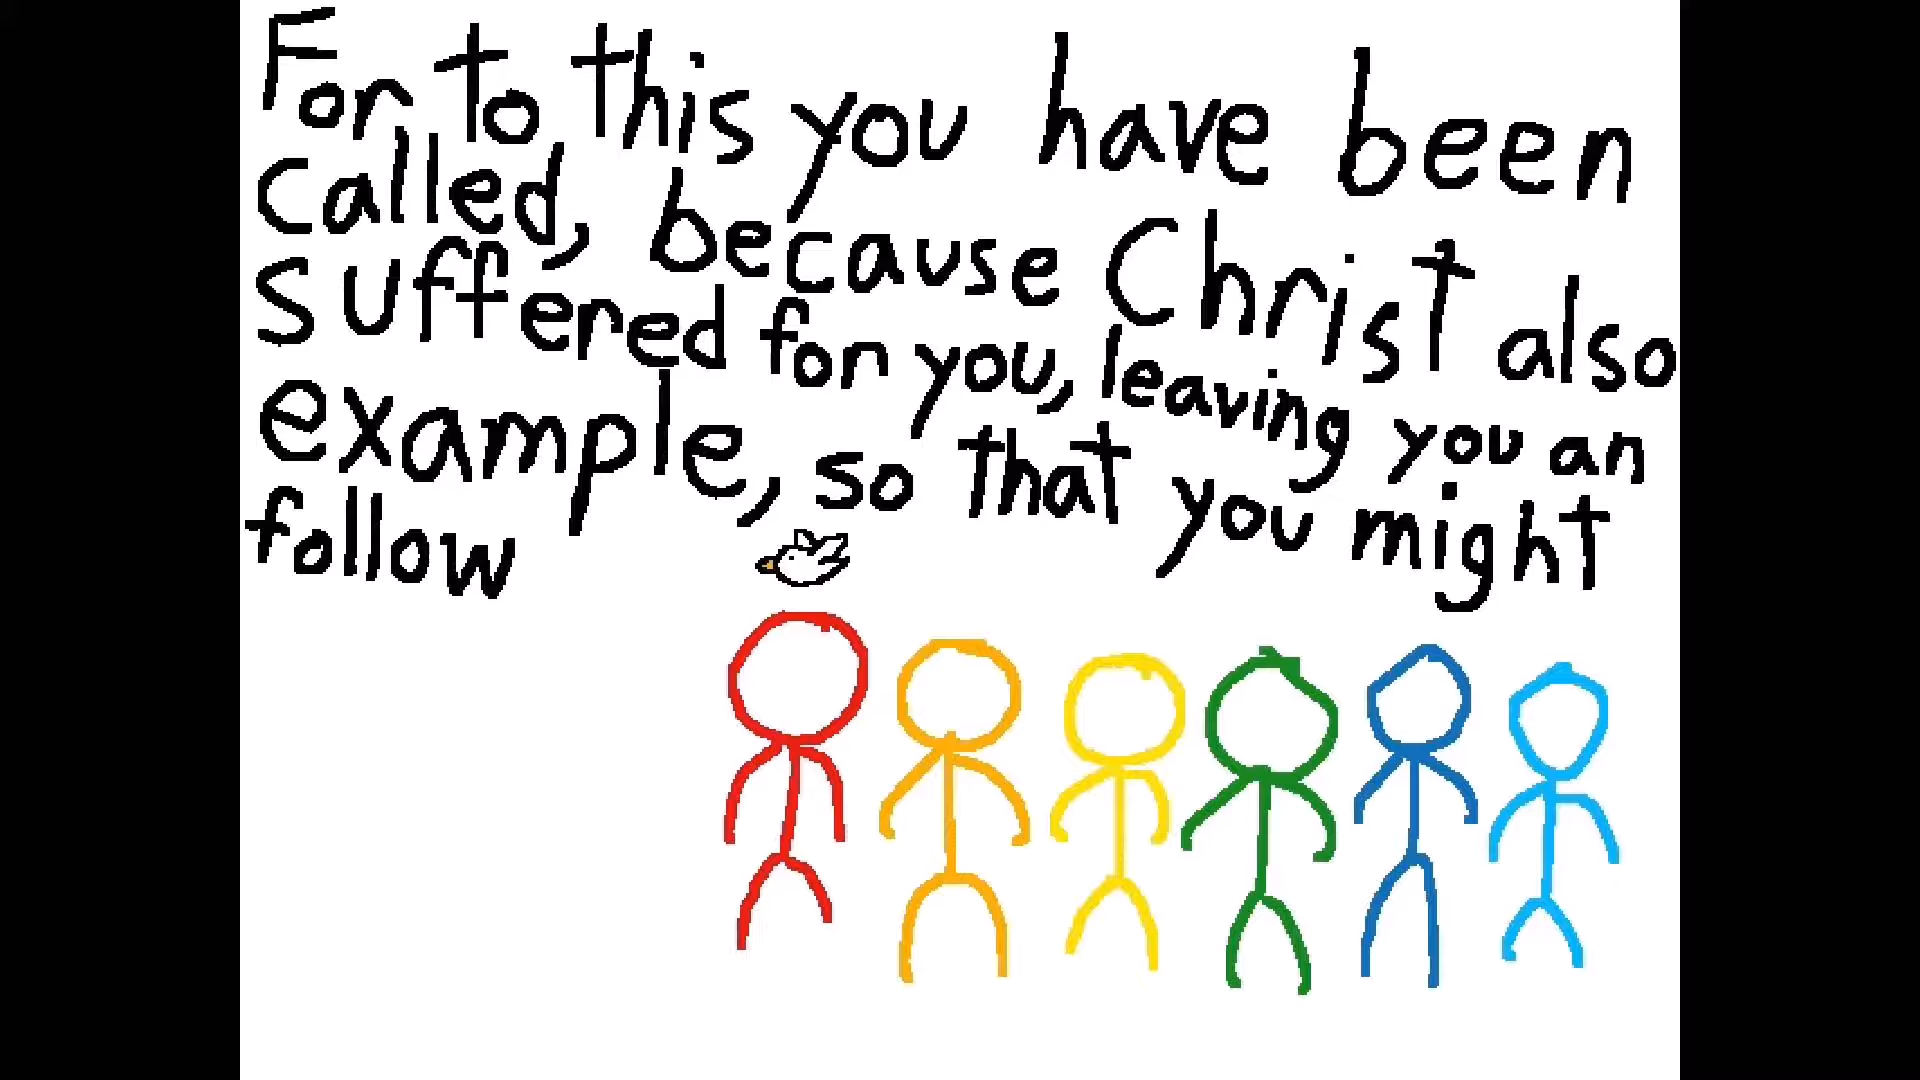 For to this you have been
called, because Christ also
suffered for you, leaving you an
example, so that you might
follow